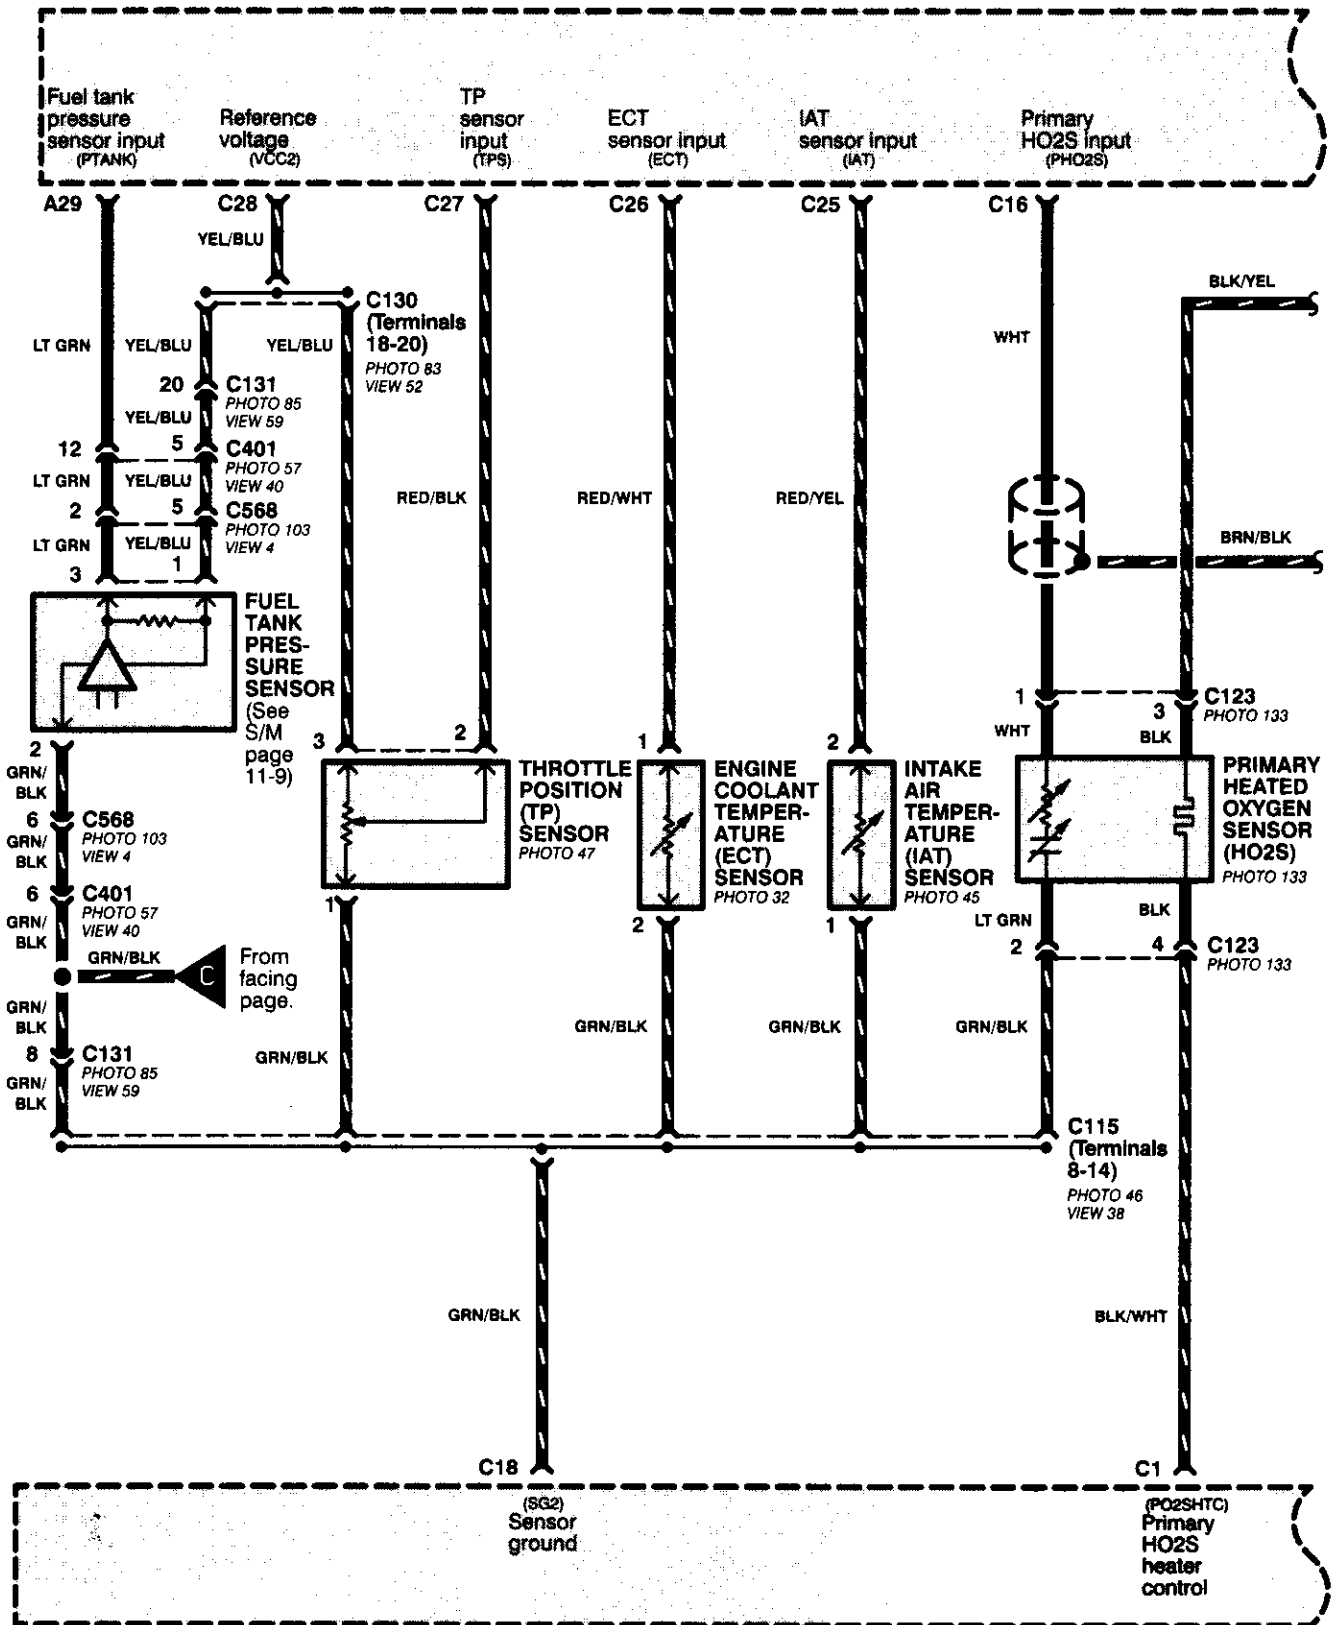 Fuel tank
pressure
sensor input
(PTANK)
Reference
voltage
(VCC2)
TP
sensor
input
(TPS)
ECT
sensor input
(ECT)
IAT
sensor input
(IAT)
Primary
HO2S input
(PHO2S)
A29
C28
C27
C26
C25
C16
YEL/BLU
BLK/YEL
C130
(Terminals
18-20)
PHOTO 83
VIEW 52
LT GRN
YEL/BLU
YEL/BLU
WHT
20
C131
PHOTO 85
VIEW 59
YEL/BLU
12
5
C401
PHOTO 57
VIEW 40
LT GRN
YEL/BLU
RED/BLK
RED/WHT
RED/YEL
2
5
C568
PHOTO 103
VIEW 4
LT GRN
YEL/BLU
BRN/BLK
3
1
FUEL
TANK
PRES-
SURE
SENSOR
(See
S/M
page
11-9)
1
3
C123
PHOTO 133
WHT
BLK
2
3
2
1
2
GRN/
BLK
THROTTLE
POSITION
(TP)
SENSOR
PHOTO 47
ENGINE
COOLANT
TEMPER-
ATURE
(ECT)
SENSOR
PHOTO 32
INTAKE
AIR
TEMPER-
ATURE
(IAT)
SENSOR
PHOTO 45
PRIMARY
HEATED
OXYGEN
SENSOR
(HO2S)
PHOTO 133
6
C568
PHOTO 103
VIEW 4
GRN/
BLK
6
C401
PHOTO 57
VIEW 40
GRN/
BLK
1
2
1
LT GRN
BLK
2
4
C123
PHOTO 133
GRN/BLK
C
From
facing
page.
GRN/
BLK
8
C131
PHOTO 85
VIEW 59
GRN/
BLK
GRN/BLK
GRN/BLK
GRN/BLK
GRN/BLK
C115
(Terminals
8-14)
PHOTO 46
VIEW 38
GRN/BLK
BLK/WHT
C18
C1
(SG2)
Sensor
ground
(PO2SHTC)
Primary
HO2S
heater
control